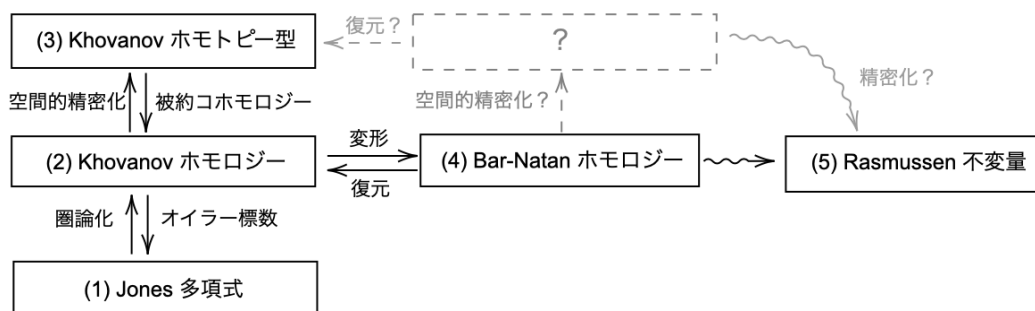 (3) Khovanov ホモトピー型
復元？
?
精密化？
空間的精密化
被約コホモロジー
空間的精密化？
(2) Khovanov ホモロジー
変形
復元
(4) Bar-Natan ホモロジー
(5) Rasmussen 不変量
圏論化
オイラー標数
(1) Jones 多項式